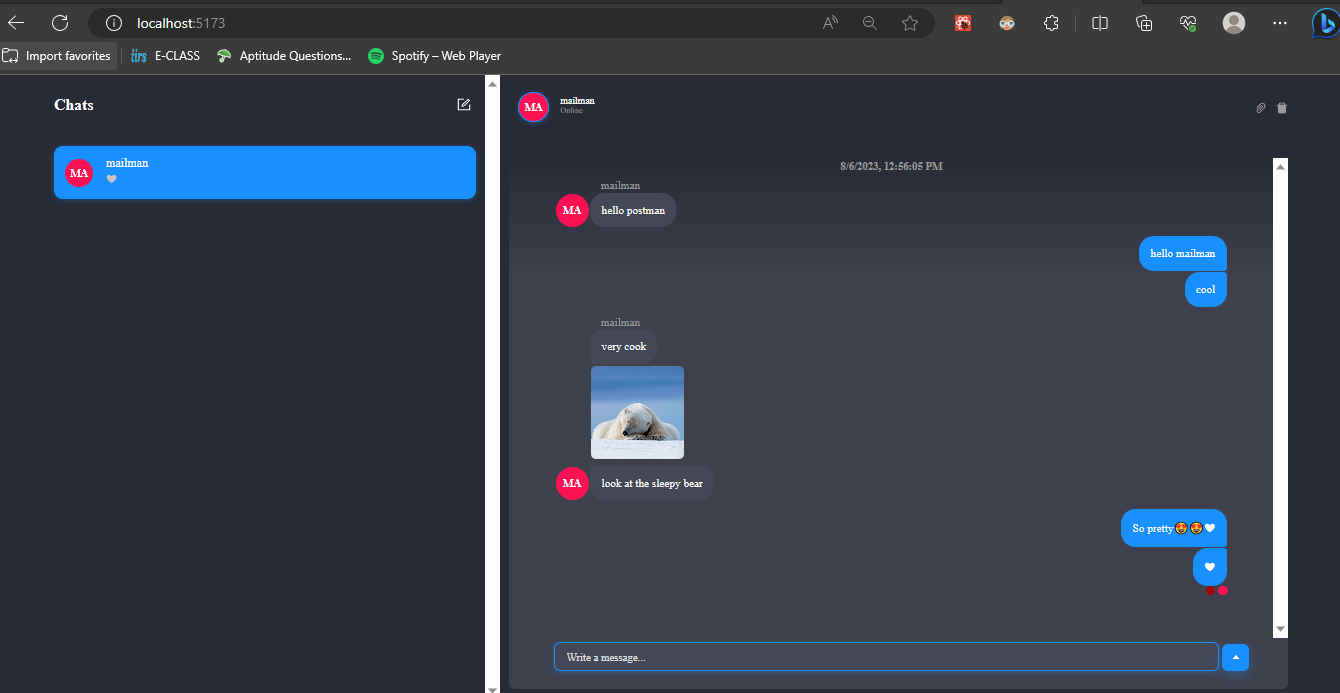 localhost:5173
Import favorites
E-CLASS
Aptitude Questions...
Spotify – Web Player
Chats
MA
mailman
🤍
MA
mailman
Online
8/6/2023, 12:56:05 PM
mailman
MA
hello postman
hello mailman
cool
mailman
very cook
MA
look at the sleepy bear
So pretty😍😍🤍
🤍
Write a message...